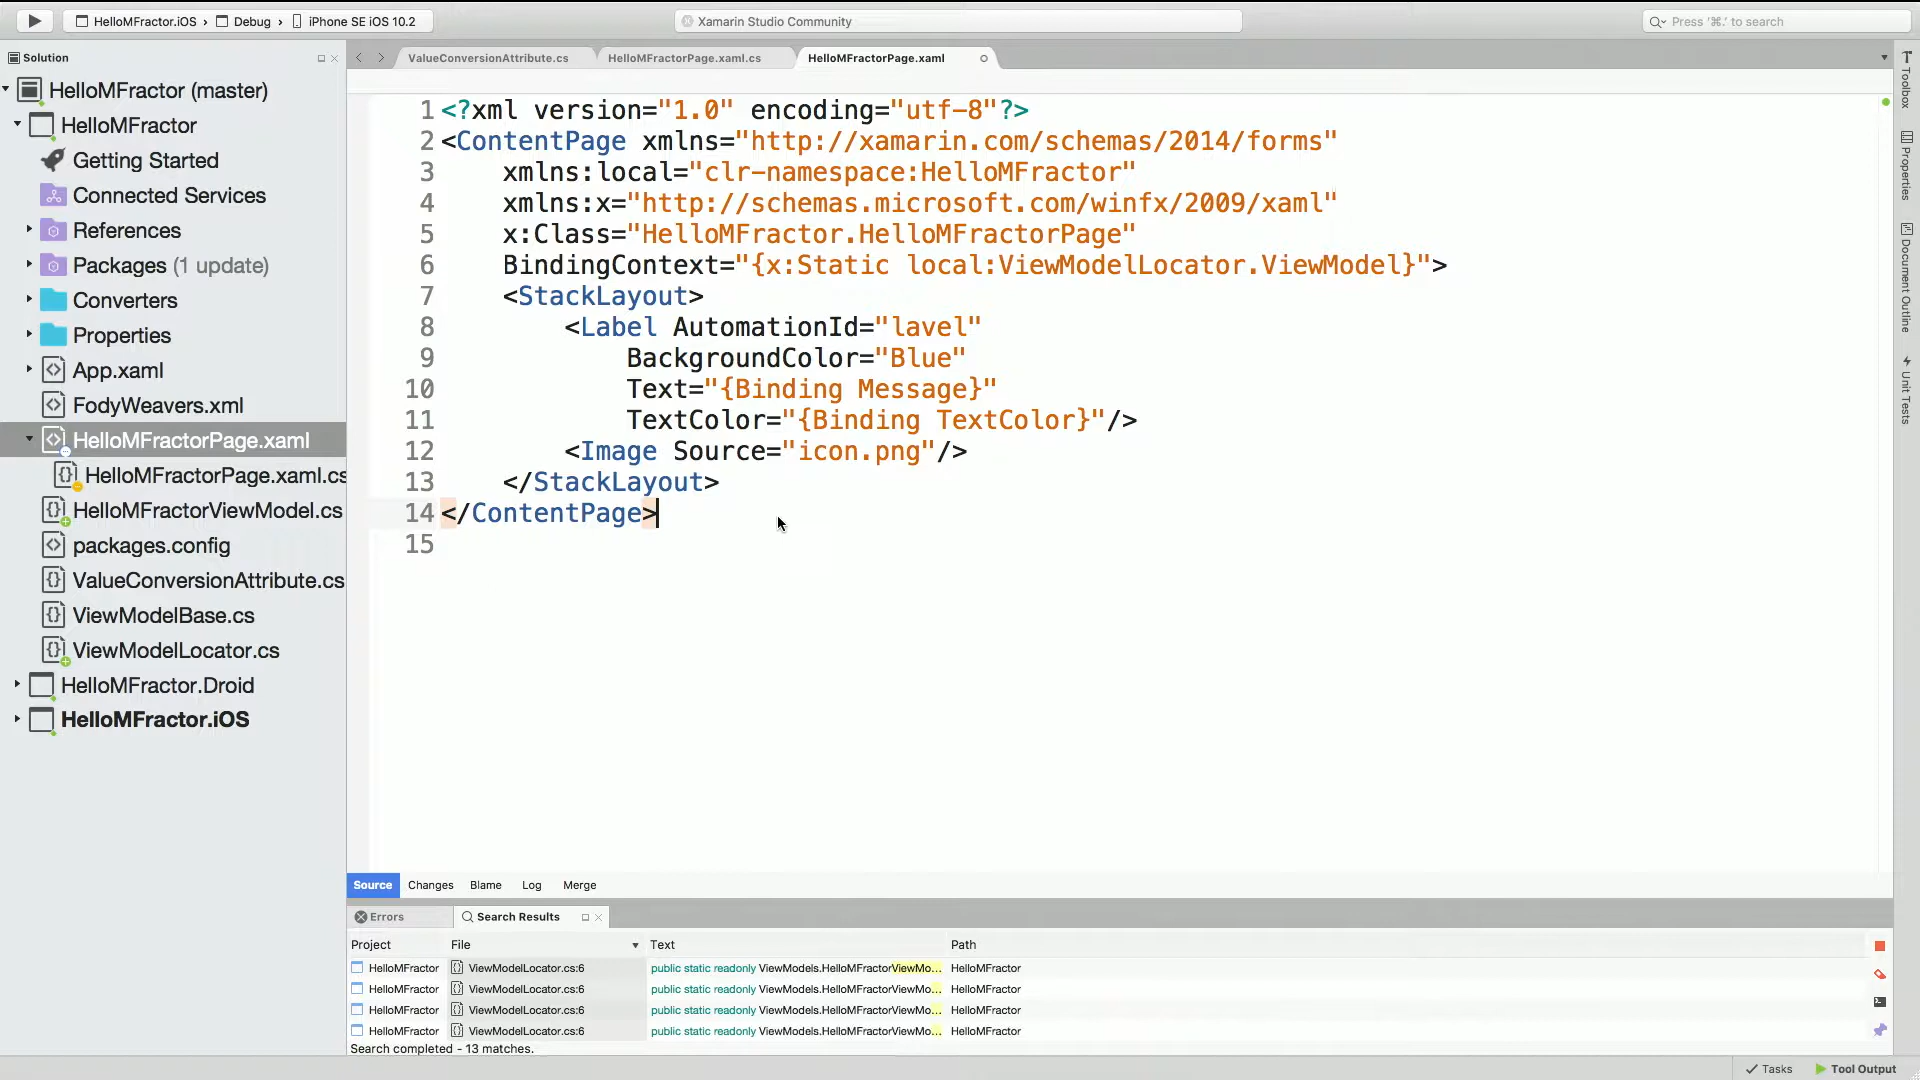 HelloMFractor.iOS › Debug › iPhone SE iOS 10.2
Xamarin Studio Community
Press '⌘.' to search
Solution
HelloMFractor (master)
HelloMFractor
Getting Started
Connected Services
References
Packages (1 update)
Converters
Properties
App.xaml
FodyWeavers.xml
HelloMFractorPage.xaml
HelloMFractorPage.xaml.cs
HelloMFractorViewModel.cs
packages.config
ValueConversionAttribute.cs
ViewModelBase.cs
ViewModelLocator.cs
HelloMFractor.Droid
HelloMFractor.iOS
ValueConversionAttribute.cs HelloMFractorPage.xaml.cs HelloMFractorPage.xaml
1 <?xml version="1.0" encoding="utf-8"?>
2 <ContentPage xmlns="http://xamarin.com/schemas/2014/forms"
3 xmlns:local="clr-namespace:HelloMFractor"
4 xmlns:x="http://schemas.microsoft.com/winfx/2009/xaml"
5 x:Class="HelloMFractor.HelloMFractorPage"
6 BindingContext="{x:Static local:ViewModelLocator.ViewModel}">
7 <StackLayout>
8 <Label AutomationId="lavel"
9 BackgroundColor="Blue"
10 Text="{Binding Message}"
11 TextColor="{Binding TextColor}"/>
12 <Image Source="icon.png"/>
13 </StackLayout>
14 </ContentPage>
15
Source Changes Blame Log Merge
Errors Search Results
Project File Text Path
HelloMFractor ViewModelLocator.cs:6 public static readonly ViewModels.HelloMFractorViewMo... HelloMFractor
HelloMFractor ViewModelLocator.cs:6 public static readonly ViewModels.HelloMFractorViewMo... HelloMFractor
HelloMFractor ViewModelLocator.cs:6 public static readonly ViewModels.HelloMFractorViewMo... HelloMFractor
HelloMFractor ViewModelLocator.cs:6 public static readonly ViewModels.HelloMFractorViewMo... HelloMFractor
Search completed - 13 matches.
Toolbox
Properties
Document Outline
Unit Tests
Tasks Tool Output